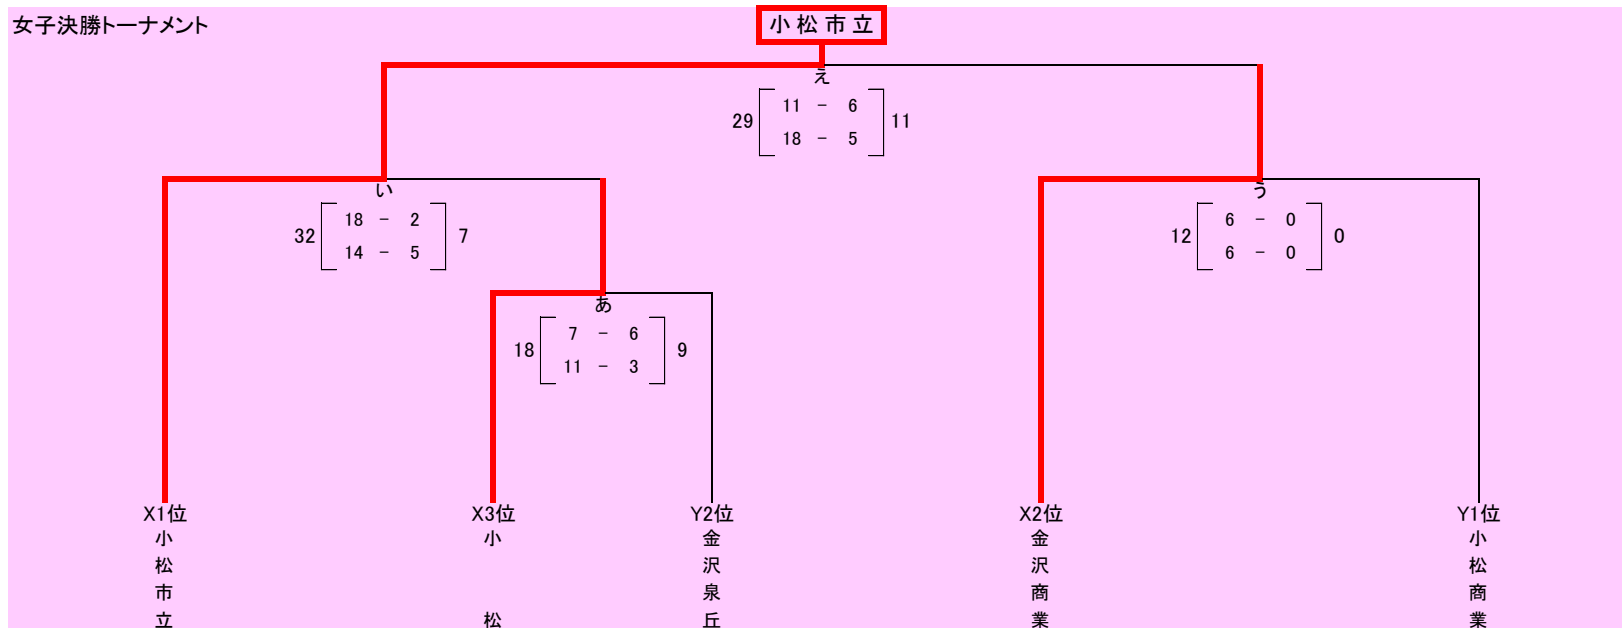 女子決勝トーナメント
小松市立
え
11 - 6
29 11
18 - 5
い
18 - 2
32 7
14 - 5
う
6 - 0
12 0
6 - 0
あ
7 - 6
18 9
11 - 3
X1位
小松市立
X3位
小松
Y2位
金沢泉丘
X2位
金沢商業
Y1位
小松商業